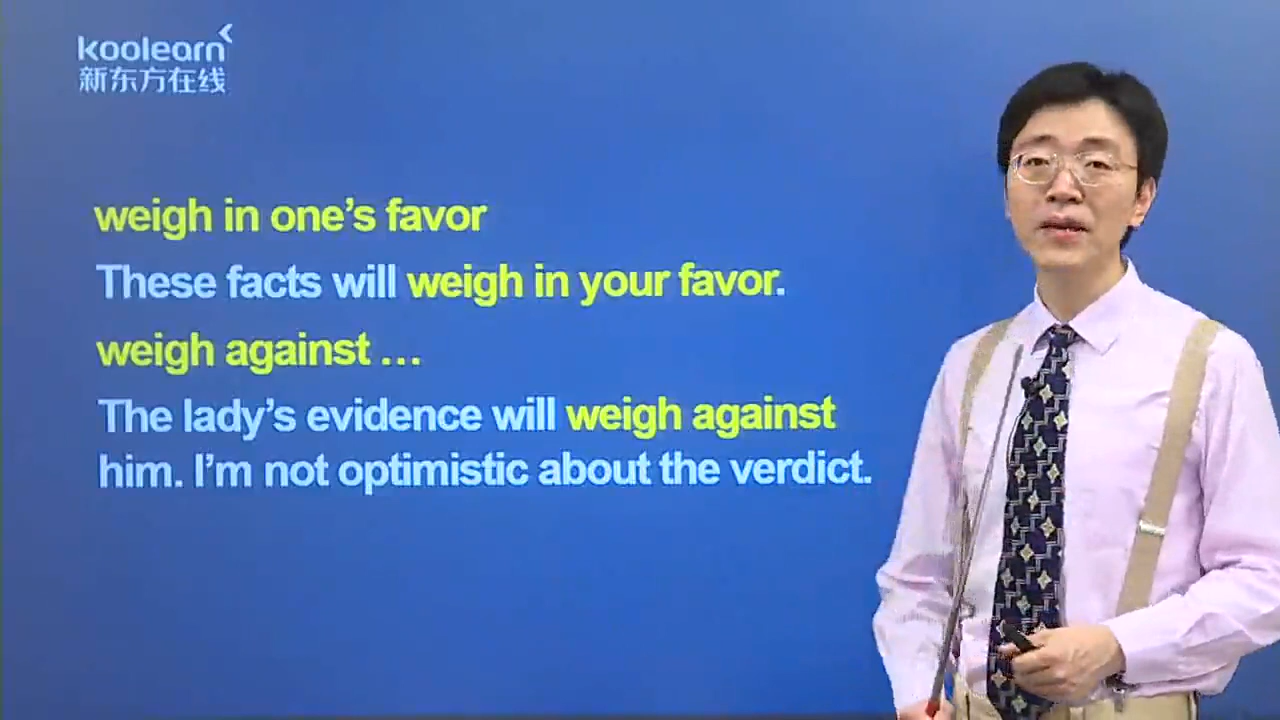 koolearn
新东方在线
weigh in one's favor
These facts will weigh in your favor.
weigh against …
The lady's evidence will weigh against
him. I'm not optimistic about the verdict.